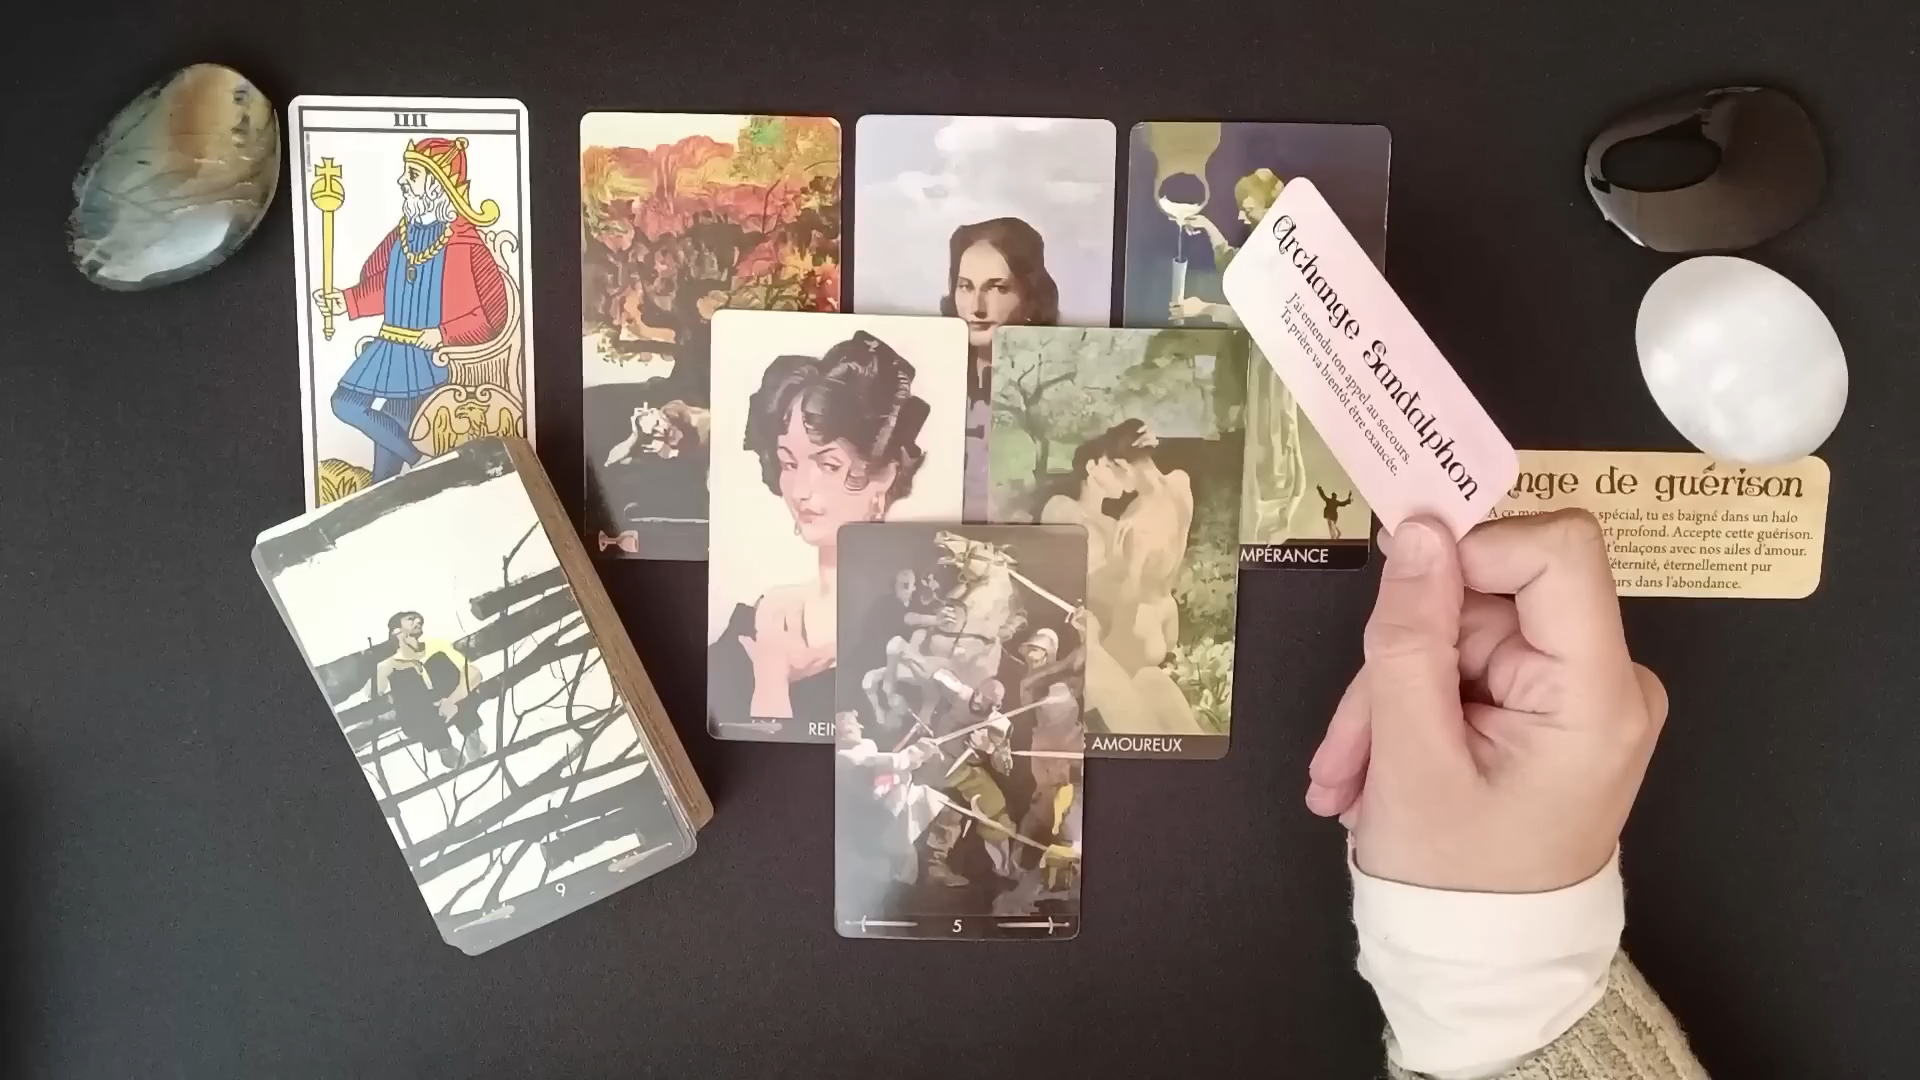 IIII
Archange Sandalphon
J'ai entendu ton appel au secours.
Ta prière va bientôt être exaucée.
nge de guérison
A ce spécial, tu es baigné dans un halo
rt profond. Accepte cette guérison.
t'enlaçons avec nos ailes d'amour.
éternité, éternellement pur
urs dans l'abondance.
MPÉRANCE
REIN
AMOUREUX
9
5